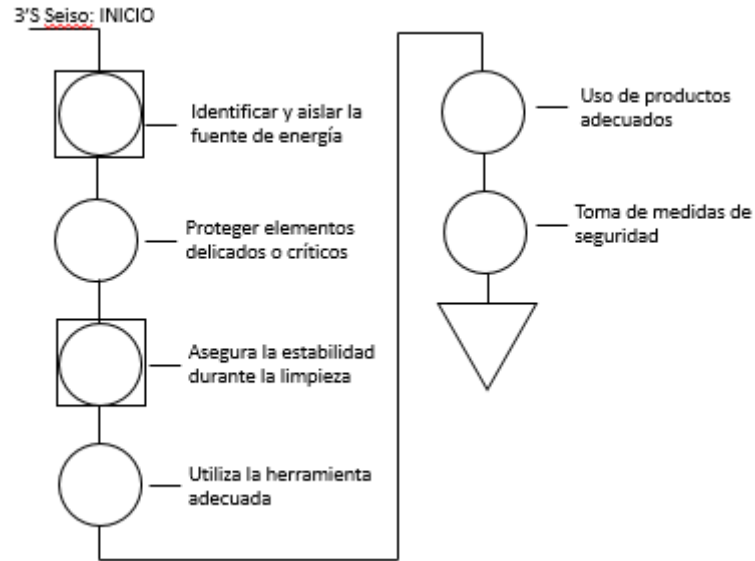 3'S Seiso: INICIO
Identificar y aislar la
fuente de energía
Proteger elementos
delicados o críticos
Asegura la estabilidad
durante la limpieza
Utiliza la herramienta
adecuada
Uso de productos
adecuados
Toma de medidas de
seguridad